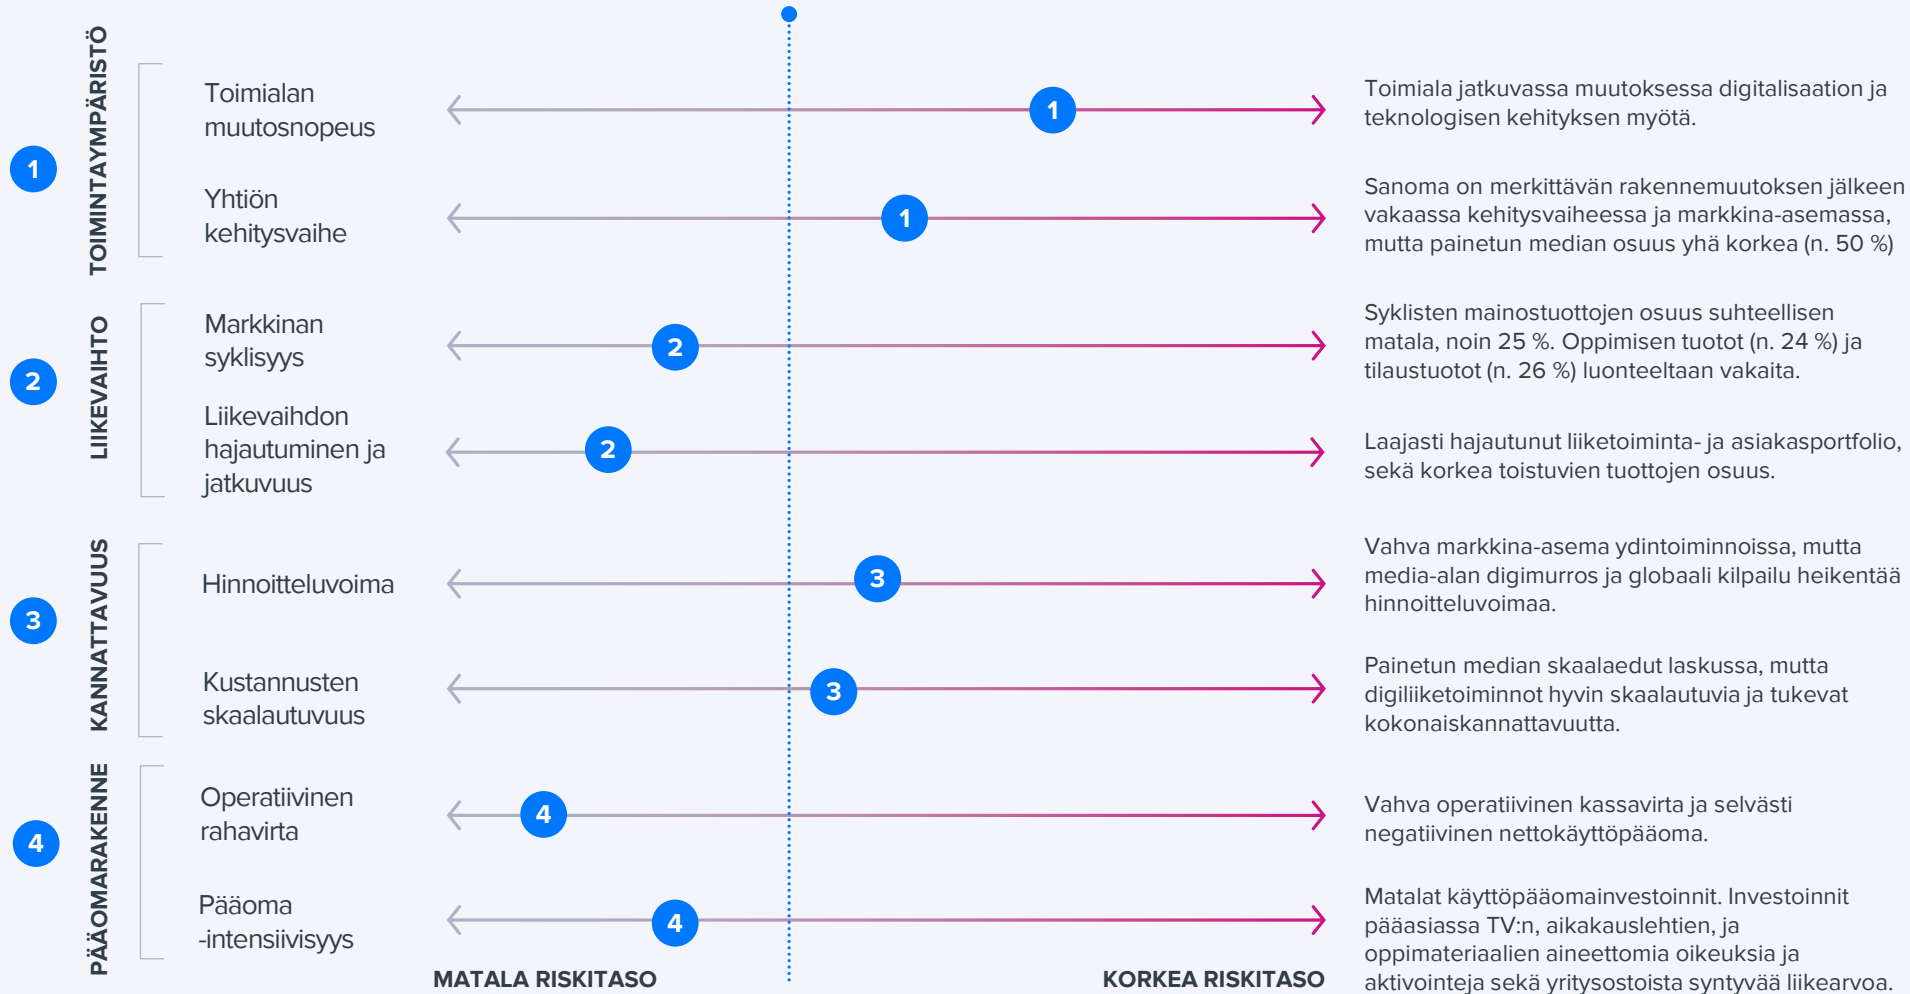 1
TOIMINTAYMPÄRISTÖ
Toimialan
muutosnopeus
1
Toimiala jatkuvassa muutoksessa digitalisaation ja
teknologisen kehityksen myötä.
Yhtiön
kehitysvaihe
1
Sanoma on merkittävän rakennemuutoksen jälkeen
vakaassa kehitysvaiheessa ja markkina-asemassa,
mutta painetun median osuus yhä korkea (n. 50 %)
2
LIIKEVAIHTO
Markkinan
syklisyys
2
Syklisten mainostuottojen osuus suhteellisen
matala, noin 25 %. Oppimisen tuotot (n. 24 %) ja
tilaustuotot (n. 26 %) luonteeltaan vakaita.
Liikevaihdon
hajautuminen ja
jatkuvuus
2
Laajasti hajautunut liiketoiminta- ja asiakasportfolio,
sekä korkea toistuvien tuottojen osuus.
3
KANNATTAVUUS
Hinnoitteluvoima
3
Vahva markkina-asema ydintoiminnoissa, mutta
media-alan digimurros ja globaali kilpailu heikentää
hinnoitteluvoimaa.
Kustannusten
skaalautuvuus
3
Painetun median skaalaedut laskussa, mutta
digiliiketoiminnot hyvin skaalautuvia ja tukevat
kokonaiskannattavuutta.
4
PÄÄOMARAKENNE
Operatiivinen
rahavirta
4
Vahva operatiivinen kassavirta ja selvästi
negatiivinen nettokäyttöpääoma.
Pääoma
-intensiivisyys
4
Matalat käyttöpääomainvestoinnit. Investoinnit
pääasiassa TV:n, aikakauslehtien, ja
oppimateriaalien aineettomia oikeuksia ja
aktivointeja sekä yritysostoista syntyvää liikearvoa.
MATALA RISKITASO
KORKEA RISKITASO